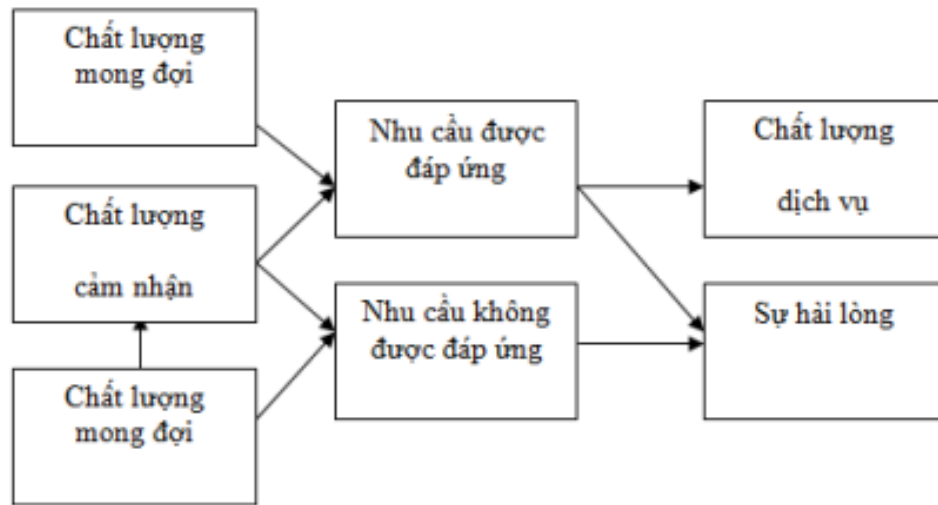 Chất lượng
mong đợi
Nhu cầu được
đáp ứng
Chất lượng
dịch vụ
Chất lượng
cảm nhận
Nhu cầu không
được đáp ứng
Sự hài lòng
Chất lượng
mong đợi